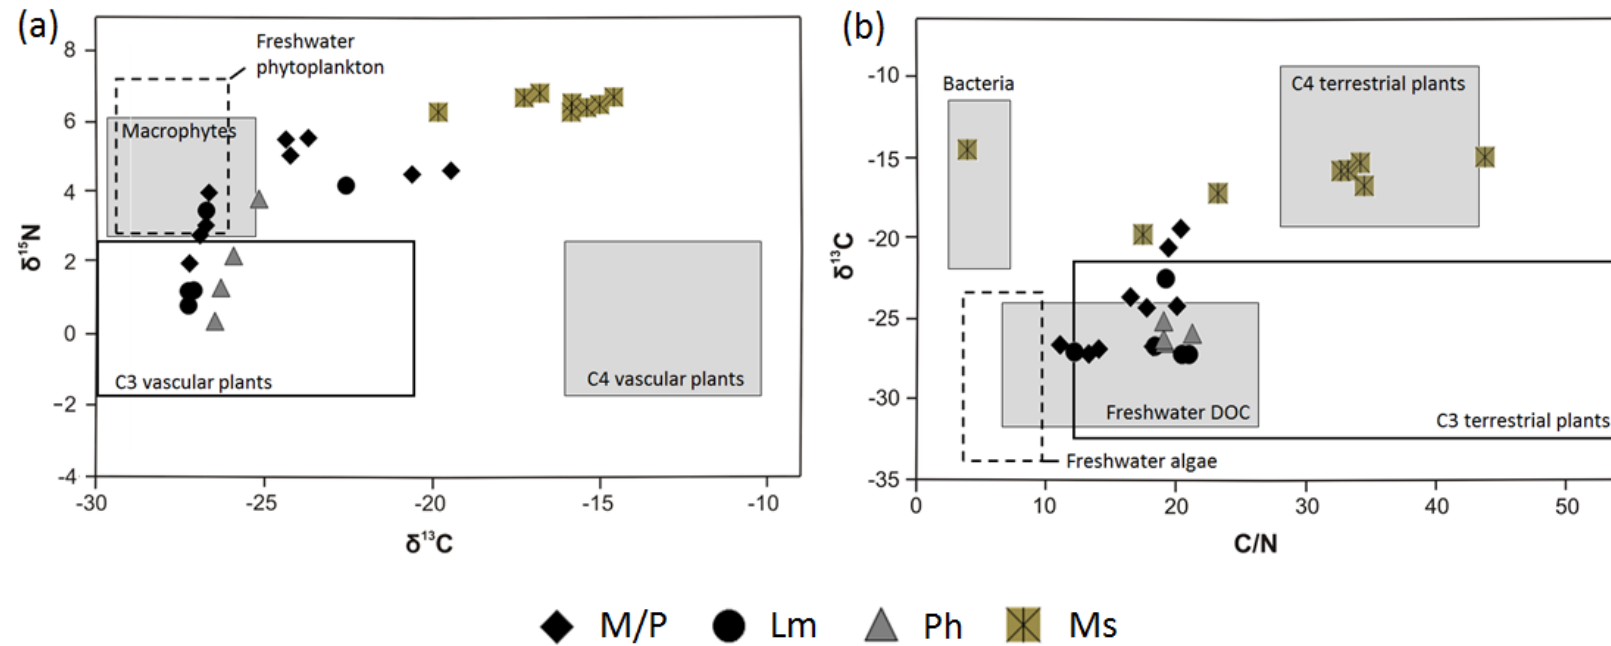 (a)
8
6
4
2
0
−2
-4
δ¹⁵N
-30
-25
-20
-15
-10
δ¹³C
Freshwater
phytoplankton
Macrophytes
C3 vascular plants
C4 vascular plants
(b)
-10
-15
-20
-25
-30
-35
δ¹³C
0
10
20
30
40
50
C/N
Bacteria
C4 terrestrial plants
Freshwater DOC
C3 terrestrial plants
Freshwater algae
M/P
Lm
Ph
Ms